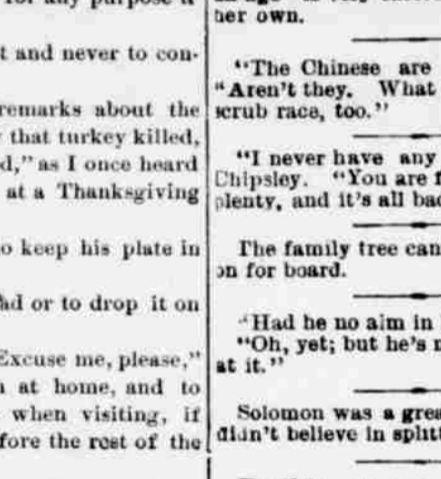 for any purpose
t and never to con-
remarks about the
that turkey killed,
d," as I once heard
at a Thanksgiving
o keep his plate in
ad or to drop it on
Excuse me, please,"
at home, and to
when visiting, if
fore the rest of the
her own.
"The Chinese are
"Aren't they. What
scrub race, too."
"I never have any
Chipsley. "You are f
plenty, and it's all bad
The family tree can
on for board.
"Had he no aim in
"Oh, yet; but he's n
at it."
Solomon was a grea
didn't believe in splitt